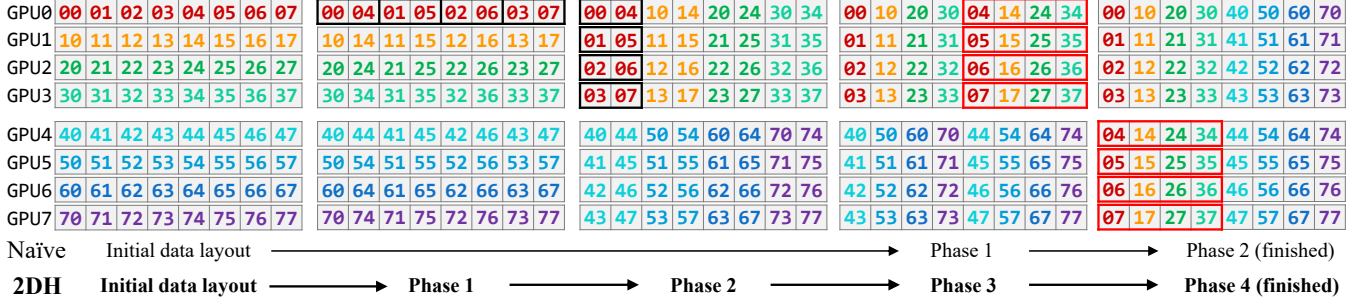 GPU0 00 01 02 03 04 05 06 07 00 04 01 05 02 06 03 07 00 04 10 14 20 24 30 34 00 10 20 30 04 14 24 34 00 10 20 30 40 50 60 70
GPU1 10 11 12 13 14 15 16 17 10 14 11 15 12 16 13 17 01 05 11 15 21 25 31 35 01 11 21 31 05 15 25 35 01 11 21 31 41 51 61 71
GPU2 20 21 22 23 24 25 26 27 20 24 21 25 22 26 23 27 02 06 12 16 22 26 32 36 02 12 22 32 06 16 26 36 02 12 22 32 42 52 62 72
GPU3 30 31 32 33 34 35 36 37 30 34 31 35 32 36 33 37 03 07 13 17 23 27 33 37 03 13 23 33 07 17 27 37 03 13 23 33 43 53 63 73
GPU4 40 41 42 43 44 45 46 47 40 44 41 45 42 46 43 47 40 44 50 54 60 64 70 74 40 50 60 70 44 54 64 74 04 14 24 34 44 54 64 74
GPU5 50 51 52 53 54 55 56 57 50 54 51 55 52 56 53 57 41 45 51 55 61 65 71 75 41 51 61 71 45 55 65 75 05 15 25 35 45 55 65 75
GPU6 60 61 62 63 64 65 66 67 60 64 61 65 62 66 63 67 42 46 52 56 62 66 72 76 42 52 62 72 46 56 66 76 06 16 26 36 46 56 66 76
GPU7 70 71 72 73 74 75 76 77 70 74 71 75 72 76 73 77 43 47 53 57 63 67 73 77 43 53 63 73 47 57 67 77 07 17 27 37 47 57 67 77
Naïve Initial data layout Phase 1 Phase 2 (finished)
2DH Initial data layout Phase 1 Phase 2 Phase 3 Phase 4 (finished)